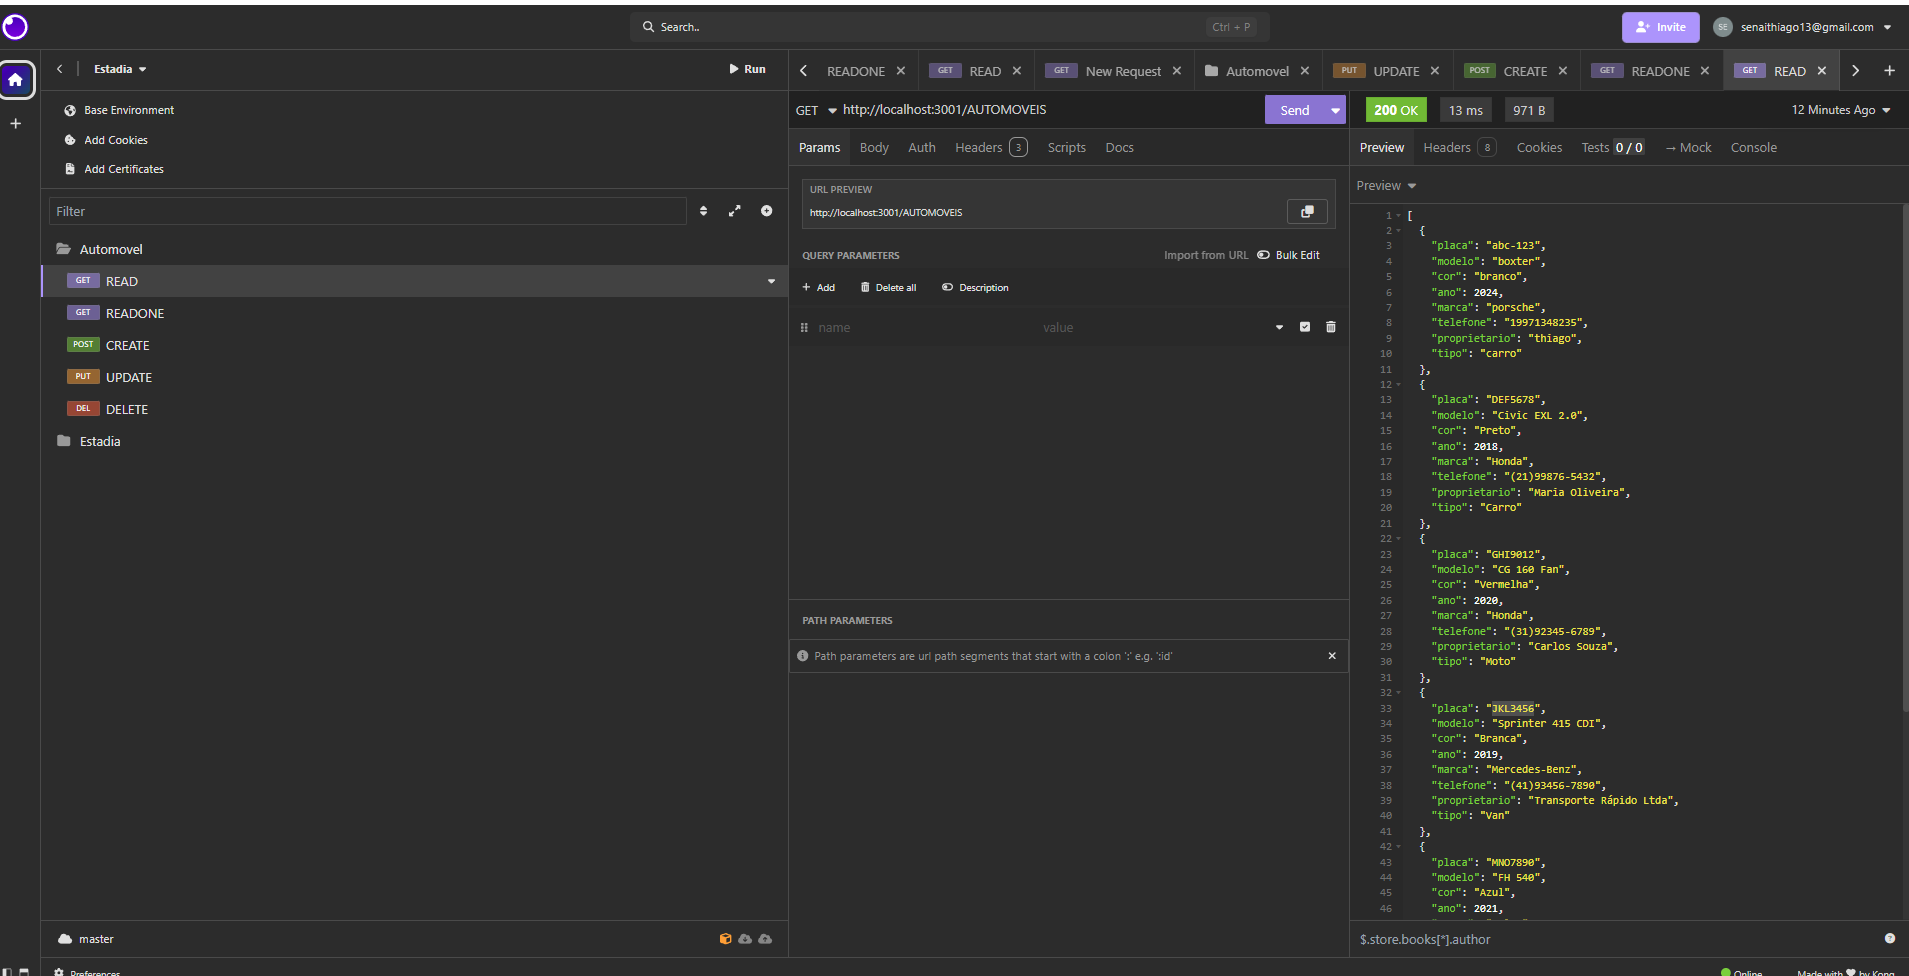 Search..
Ctrl + P
Invite
SE
senaithiago13@gmail.com
Estadia
Run
Base Environment
Add Cookies
Add Certificates
Filter
Automovel
GET READ
GET READONE
POST CREATE
PUT UPDATE
DEL DELETE
Estadia
master
Preferences
READONE
GET READ
GET New Request
Automovel
PUT UPDATE
POST CREATE
GET READONE
GET READ
GET http://localhost:3001/AUTOMOVEIS
Send
Params Body Auth Headers 3 Scripts Docs
URL PREVIEW
http://localhost:3001/AUTOMOVEIS
QUERY PARAMETERS
Import from URL Bulk Edit
+ Add Delete all Description
name value
PATH PARAMETERS
Path parameters are url path segments that start with a colon ':' e.g. ':id'
200 OK 13 ms 971 B 12 Minutes Ago
Preview Headers 8 Cookies Tests 0 / 0 → Mock Console
Preview
1 [
2 {
3 "placa": "abc-123",
4 "modelo": "boxter",
5 "cor": "branco",
6 "ano": 2024,
7 "marca": "porsche",
8 "telefone": "19971348235",
9 "proprietario": "thiago",
10 "tipo": "carro"
11 },
12 {
13 "placa": "DEF5678",
14 "modelo": "Civic EXL 2.0",
15 "cor": "Preto",
16 "ano": 2018,
17 "marca": "Honda",
18 "telefone": "(21)99876-5432",
19 "proprietario": "Maria Oliveira",
20 "tipo": "Carro"
21 },
22 {
23 "placa": "GHI9012",
24 "modelo": "CG 160 Fan",
25 "cor": "Vermelha",
26 "ano": 2020,
27 "marca": "Honda",
28 "telefone": "(31)92345-6789",
29 "proprietario": "Carlos Souza",
30 "tipo": "Moto"
31 },
32 {
33 "placa": "JKL3456",
34 "modelo": "Sprinter 415 CDI",
35 "cor": "Branca",
36 "ano": 2019,
37 "marca": "Mercedes-Benz",
38 "telefone": "(41)93456-7890",
39 "proprietario": "Transporte Rápido Ltda",
40 "tipo": "Van"
41 },
42 {
43 "placa": "MNO7890",
44 "modelo": "FH 540",
45 "cor": "Azul",
46 "ano": 2021,
$.store.books[*].author
Online
Made with ♥ by Kong